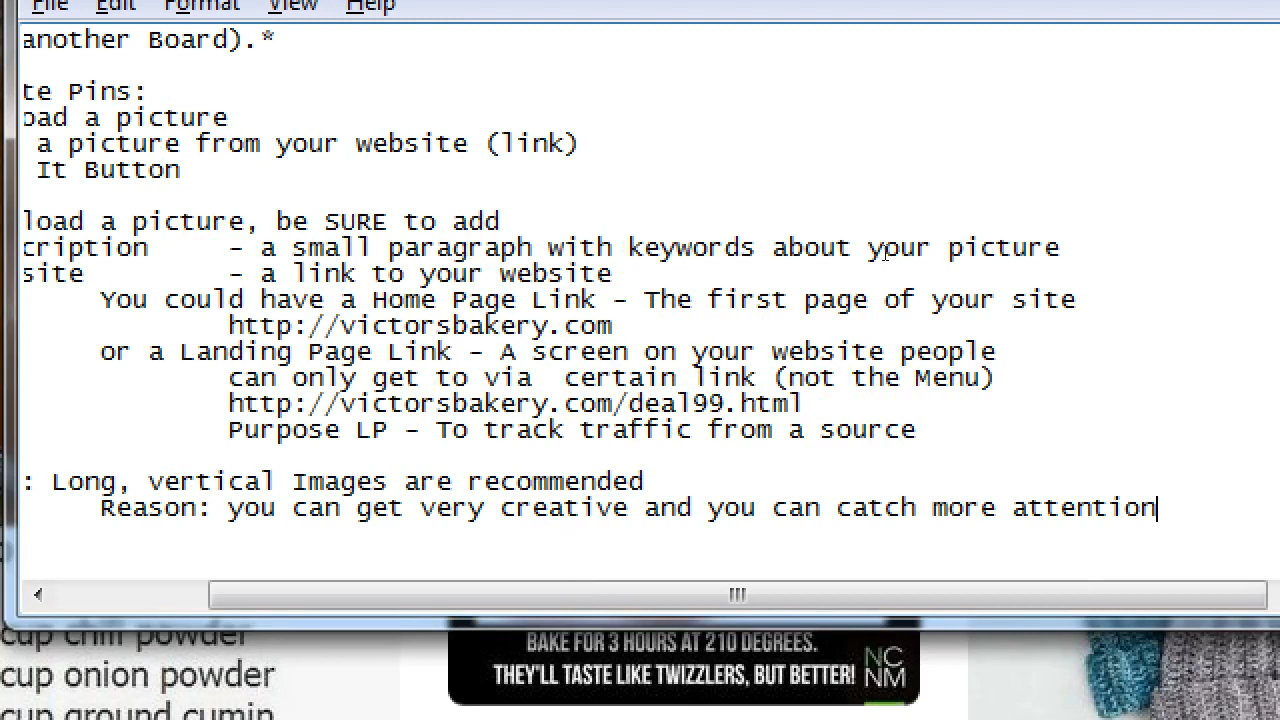 File Edit Format View Help
another Board).*
te Pins:
oad a picture
a picture from your website (link)
It Button
load a picture, be SURE to add
cription - a small paragraph with keywords about your picture
site - a link to your website
You could have a Home Page Link - The first page of your site
http://victorsbakery.com
or a Landing Page Link - A screen on your website people
can only get to via certain link (not the Menu)
http://victorsbakery.com/deal99.html
Purpose LP - To track traffic from a source
: Long, vertical Images are recommended
Reason: you can get very creative and you can catch more attention
cup chili powder
cup onion powder
cup ground cumin
BAKE FOR 3 HOURS AT 210 DEGREES.
THEY'LL TASTE LIKE TWIZZLERS, BUT BETTER!
NC
NM